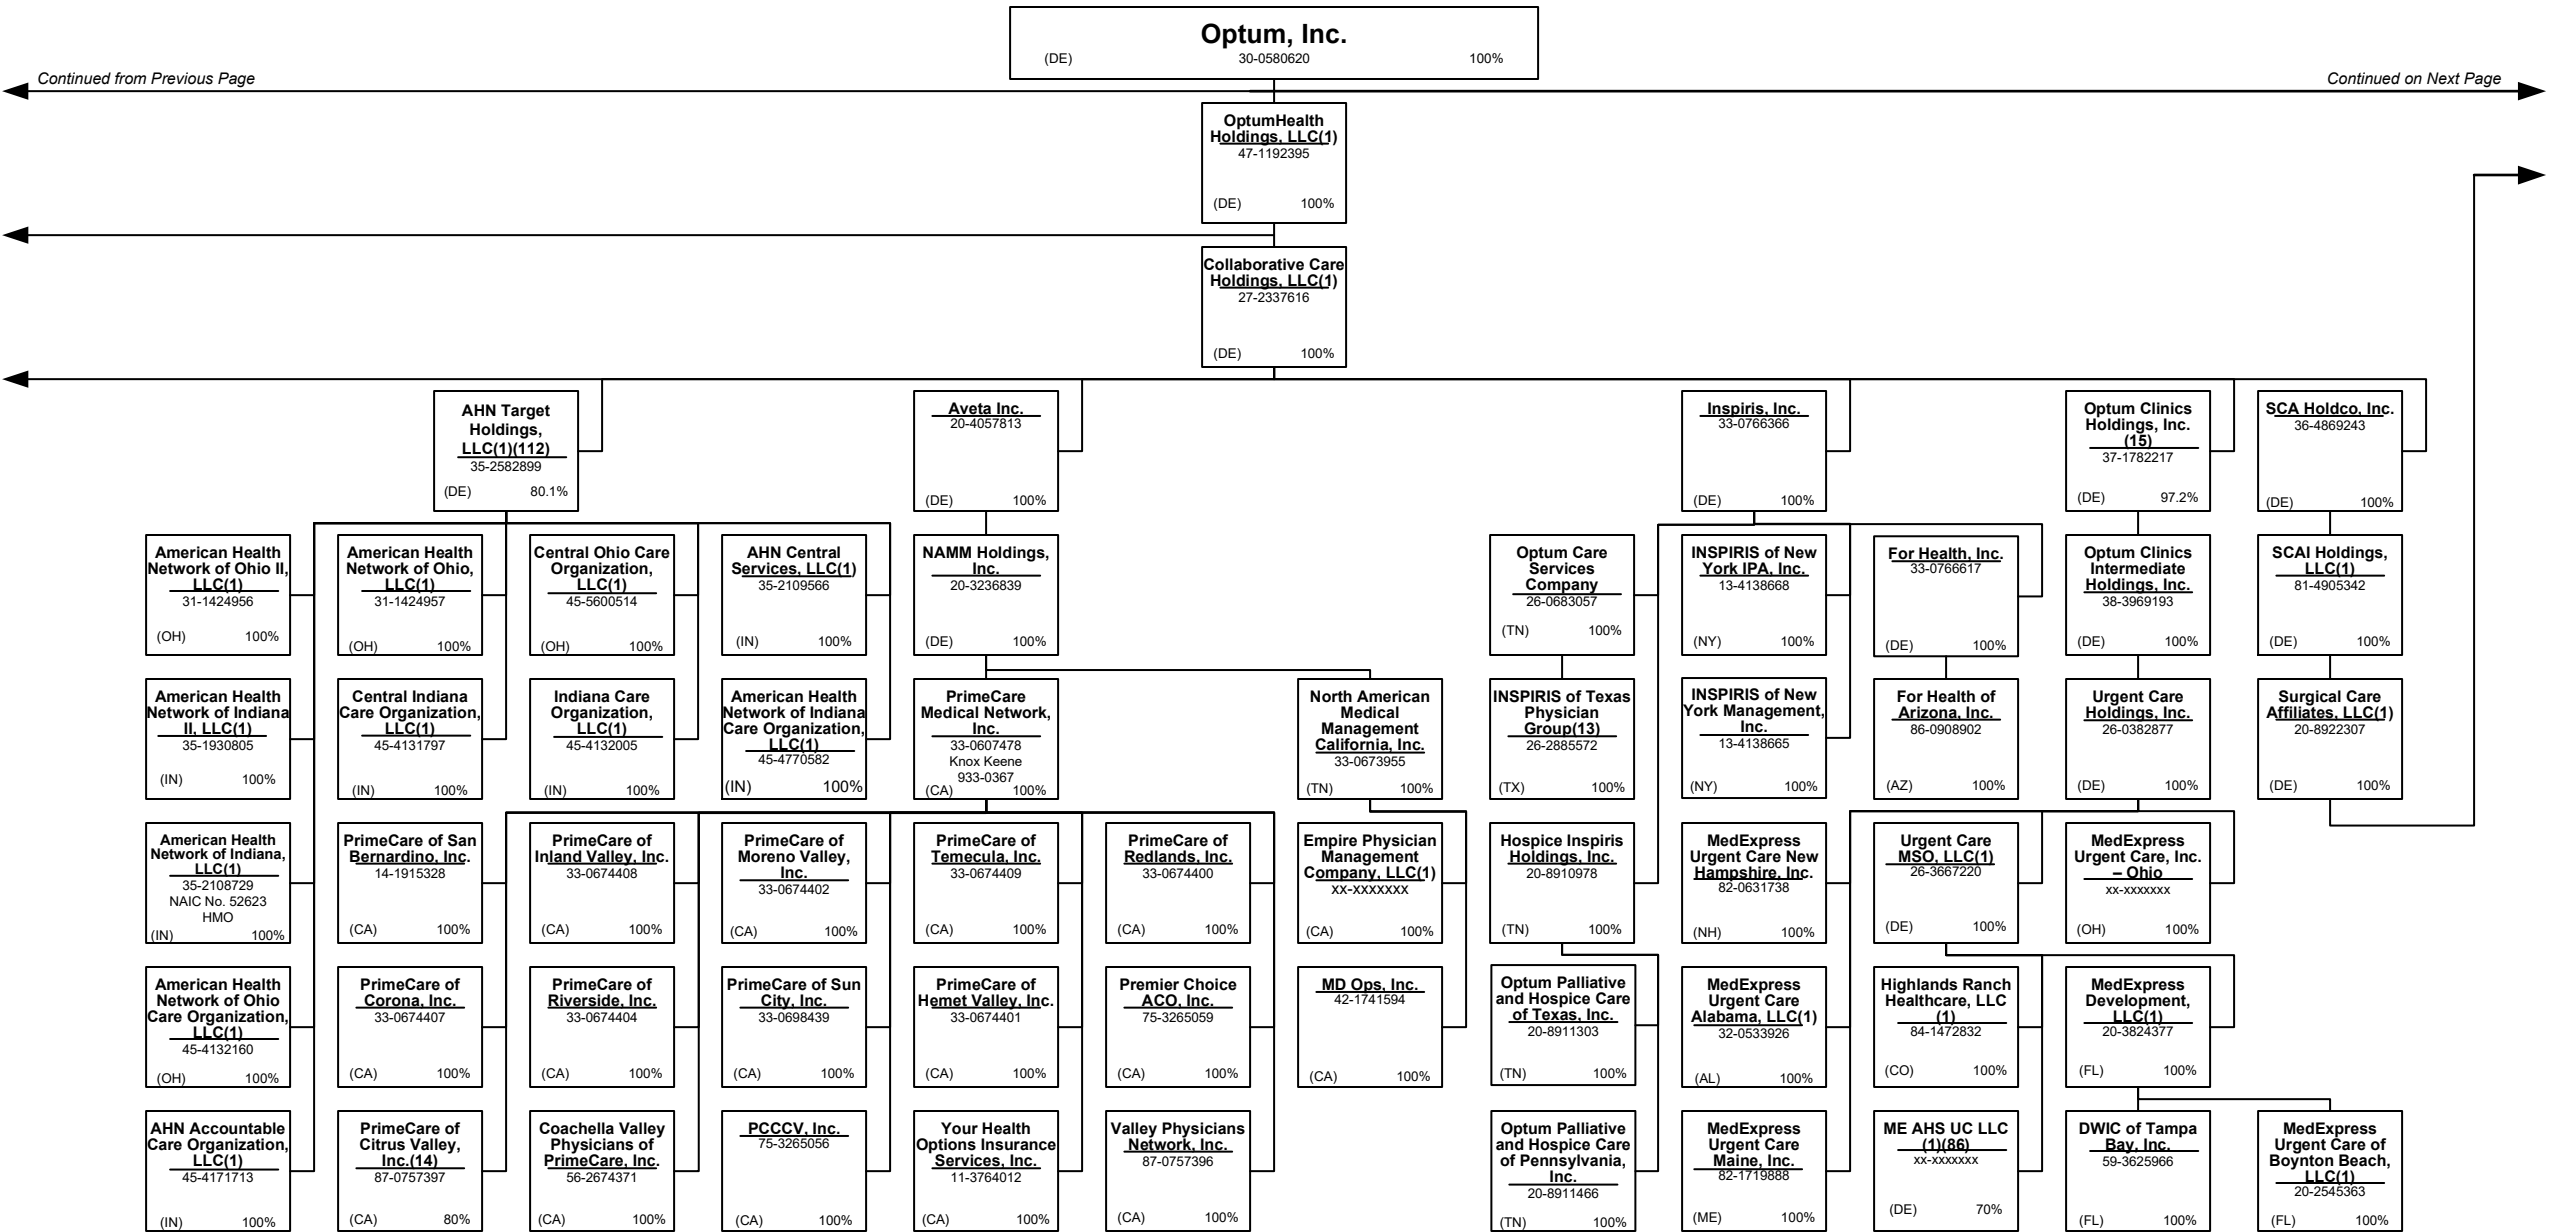 Optum, Inc.
(DE) 30-0580620 100%
Continued from Previous Page
Continued on Next Page
OptumHealth
Holdings, LLC(1)
47-1192395
(DE) 100%
Collaborative Care
Holdings, LLC(1)
27-2337616
(DE) 100%
AHN Target
Holdings,
LLC(1)(112)
35-2582899
(DE) 80.1%
Aveta Inc.
20-4057813
(DE) 100%
Inspiris, Inc.
33-0766366
(DE) 100%
Optum Clinics
Holdings, Inc.
(15)
37-1782217
(DE) 97.2%
SCA Holdco, Inc.
36-4869243
(DE) 100%
American Health
Network of Ohio II,
LLC(1)
31-1424956
(OH) 100%
American Health
Network of Ohio,
LLC(1)
31-1424957
(OH) 100%
Central Ohio Care
Organization,
LLC(1)
45-5600514
(OH) 100%
AHN Central
Services, LLC(1)
35-2109566
(IN) 100%
NAMM Holdings,
Inc.
20-3236839
(DE) 100%
Optum Care
Services
Company
26-0683057
(TN) 100%
INSPIRIS of New
York IPA, Inc.
13-4138668
(NY) 100%
For Health, Inc.
33-0766617
(DE) 100%
Optum Clinics
Intermediate
Holdings, Inc.
38-3969193
(DE) 100%
SCAI Holdings,
LLC(1)
81-4905342
(DE) 100%
American Health
Network of Indiana
II, LLC(1)
35-1930805
(IN) 100%
Central Indiana
Care Organization,
LLC(1)
45-4131797
(IN) 100%
Indiana Care
Organization,
LLC(1)
45-4132005
(IN) 100%
American Health
Network of Indiana
Care Organization,
LLC(1)
45-4770582
(IN) 100%
PrimeCare
Medical Network,
Inc.
33-0607478
Knox Keene
933-0367
(CA) 100%
North American
Medical
Management
California, Inc.
33-0673955
(TN) 100%
INSPIRIS of Texas
Physician
Group(13)
26-2885572
(TX) 100%
INSPIRIS of New
York Management,
Inc.
13-4138665
(NY) 100%
For Health of
Arizona, Inc.
86-0908902
(AZ) 100%
Urgent Care
Holdings, Inc.
26-0382877
(DE) 100%
Surgical Care
Affiliates, LLC(1)
20-8922307
(DE) 100%
American Health
Network of Indiana,
LLC(1)
35-2108729
NAIC No. 52623
HMO
(IN) 100%
PrimeCare of San
Bernardino, Inc.
14-1915328
(CA) 100%
PrimeCare of
Inland Valley, Inc.
33-0674408
(CA) 100%
PrimeCare of
Moreno Valley,
Inc.
33-0674402
(CA) 100%
PrimeCare of
Temecula, Inc.
33-0674409
(CA) 100%
PrimeCare of
Redlands, Inc.
33-0674400
(CA) 100%
Empire Physician
Management
Company, LLC(1)
xx-xxxxxxx
(CA) 100%
Hospice Inspiris
Holdings, Inc.
20-8910978
(TN) 100%
MedExpress
Urgent Care New
Hampshire, Inc.
82-0631738
(NH) 100%
Urgent Care
MSO, LLC(1)
26-3667220
(DE) 100%
MedExpress
Urgent Care, Inc.
– Ohio
xx-xxxxxxx
(OH) 100%
American Health
Network of Ohio
Care Organization,
LLC(1)
45-4132160
(OH) 100%
PrimeCare of
Corona, Inc.
33-0674407
(CA) 100%
PrimeCare of
Riverside, Inc.
33-0674404
(CA) 100%
PrimeCare of Sun
City, Inc.
33-0698439
(CA) 100%
PrimeCare of
Hemet Valley, Inc.
33-0674401
(CA) 100%
Premier Choice
ACO, Inc.
75-3265059
(CA) 100%
MD Ops, Inc.
42-1741594
(CA) 100%
Optum Palliative
and Hospice Care
of Texas, Inc.
20-8911303
(TN) 100%
MedExpress
Urgent Care
Alabama, LLC(1)
32-0533926
(AL) 100%
Highlands Ranch
Healthcare, LLC
(1)
84-1472832
(CO) 100%
MedExpress
Development,
LLC(1)
20-3824377
(FL) 100%
AHN Accountable
Care Organization,
LLC(1)
45-4171713
(IN) 100%
PrimeCare of
Citrus Valley,
Inc.(14)
87-0757397
(CA) 80%
Coachella Valley
Physicians of
PrimeCare, Inc.
56-2674371
(CA) 100%
PCCCV, Inc.
75-3265056
(CA) 100%
Your Health
Options Insurance
Services, Inc.
11-3764012
(CA) 100%
Valley Physicians
Network, Inc.
87-0757396
(CA) 100%
Optum Palliative
and Hospice Care
of Pennsylvania,
Inc.
20-8911466
(TN) 100%
MedExpress
Urgent Care
Maine, Inc.
82-1719888
(ME) 100%
ME AHS UC LLC
(1)(86)
xx-xxxxxxx
(DE) 70%
DWIC of Tampa
Bay, Inc.
59-3625966
(FL) 100%
MedExpress
Urgent Care of
Boynton Beach,
LLC(1)
20-2545363
(FL) 100%